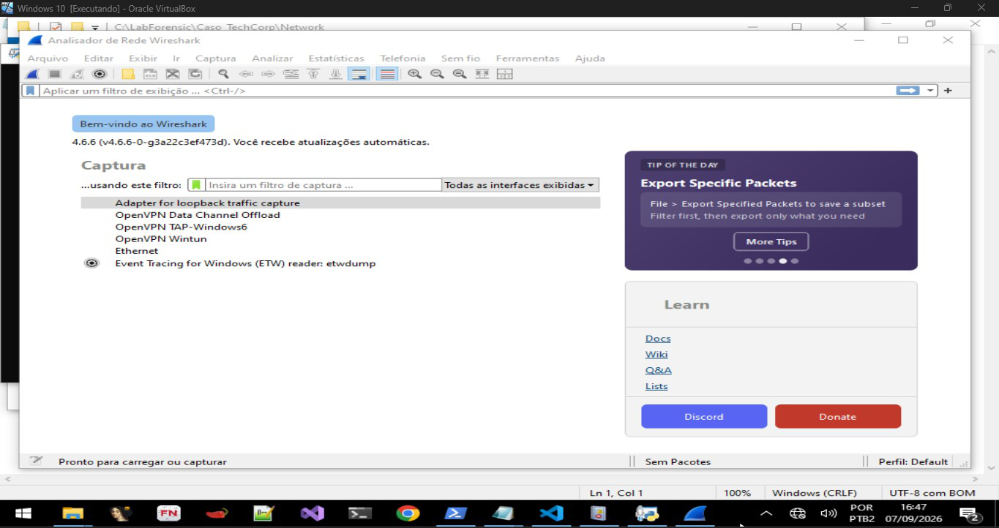 Windows 10 [Executando] - Oracle VirtualBox
C:\LabForensic\Caso_TechCorp\Network
Analisador de Rede Wireshark
Arquivo Editar Exibir Ir Captura Analizar Estatísticas Telefonia Sem fio Ferramentas Ajuda
Aplicar um filtro de exibição ... <Ctrl-/>
Bem-vindo ao Wireshark
4.6.6 (v4.6.6-0-g3a22c3ef473d). Você recebe atualizações automáticas.
Captura
...usando este filtro: Insira um filtro de captura ... Todas as interfaces exibidas
Adapter for loopback traffic capture
OpenVPN Data Channel Offload
OpenVPN TAP-Windows6
OpenVPN Wintun
Ethernet
Event Tracing for Windows (ETW) reader: etwdump
TIP OF THE DAY
Export Specific Packets
File > Export Specified Packets to save a subset
Filter first, then export only what you need
More Tips
Learn
Docs
Wiki
Q&A
Lists
Discord Donate
Pronto para carregar ou capturar Sem Pacotes Perfil: Default
Ln 1, Col 1 100% Windows (CRLF) UTF-8 com BOM
FN
POR
PTB2
16:47
07/09/2026
2